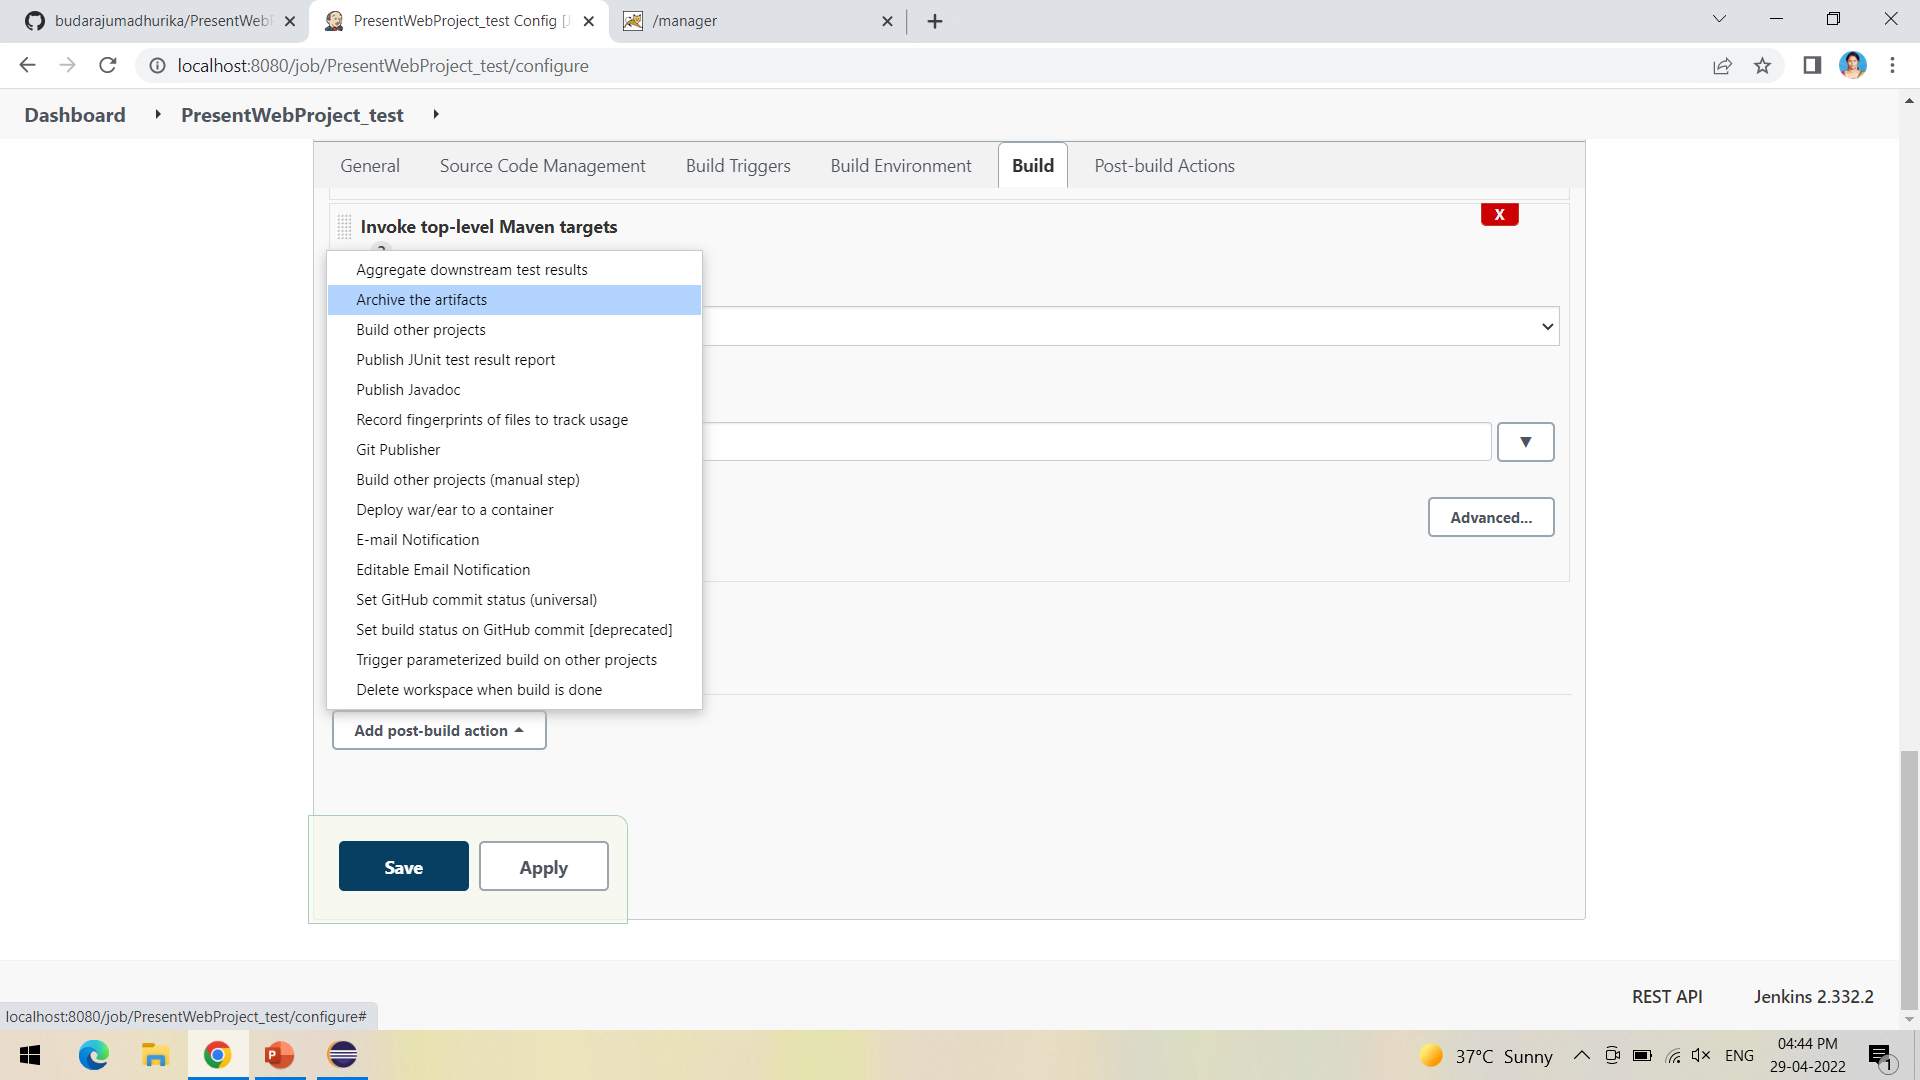 budarajumadhurika/PresentWebP
PresentWebProject_test Config [J
/manager
localhost:8080/job/PresentWebProject_test/configure
Dashboard
PresentWebProject_test
General
Source Code Management
Build Triggers
Build Environment
Build
Post-build Actions
Invoke top-level Maven targets
X
Aggregate downstream test results
Archive the artifacts
Build other projects
Publish JUnit test result report
Publish Javadoc
Record fingerprints of files to track usage
Git Publisher
Build other projects (manual step)
Deploy war/ear to a container
E-mail Notification
Editable Email Notification
Set GitHub commit status (universal)
Set build status on GitHub commit [deprecated]
Trigger parameterized build on other projects
Delete workspace when build is done
Advanced...
Add post-build action
Save
Apply
REST API
Jenkins 2.332.2
localhost:8080/job/PresentWebProject_test/configure#
37°C Sunny
ENG
04:44 PM
29-04-2022
1